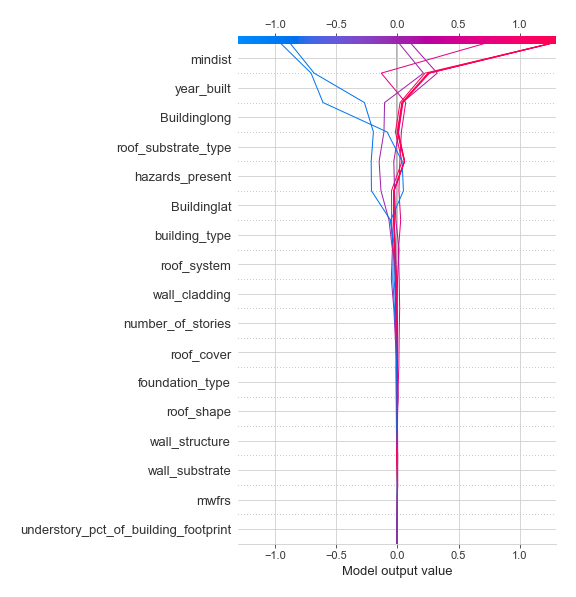 −1.0 −0.5 0.0 0.5 1.0
mindist
year_built
Buildinglong
roof_substrate_type
hazards_present
Buildinglat
building_type
roof_system
wall_cladding
number_of_stories
roof_cover
foundation_type
roof_shape
wall_structure
wall_substrate
mwfrs
understory_pct_of_building_footprint
−1.0 −0.5 0.0 0.5 1.0
Model output value